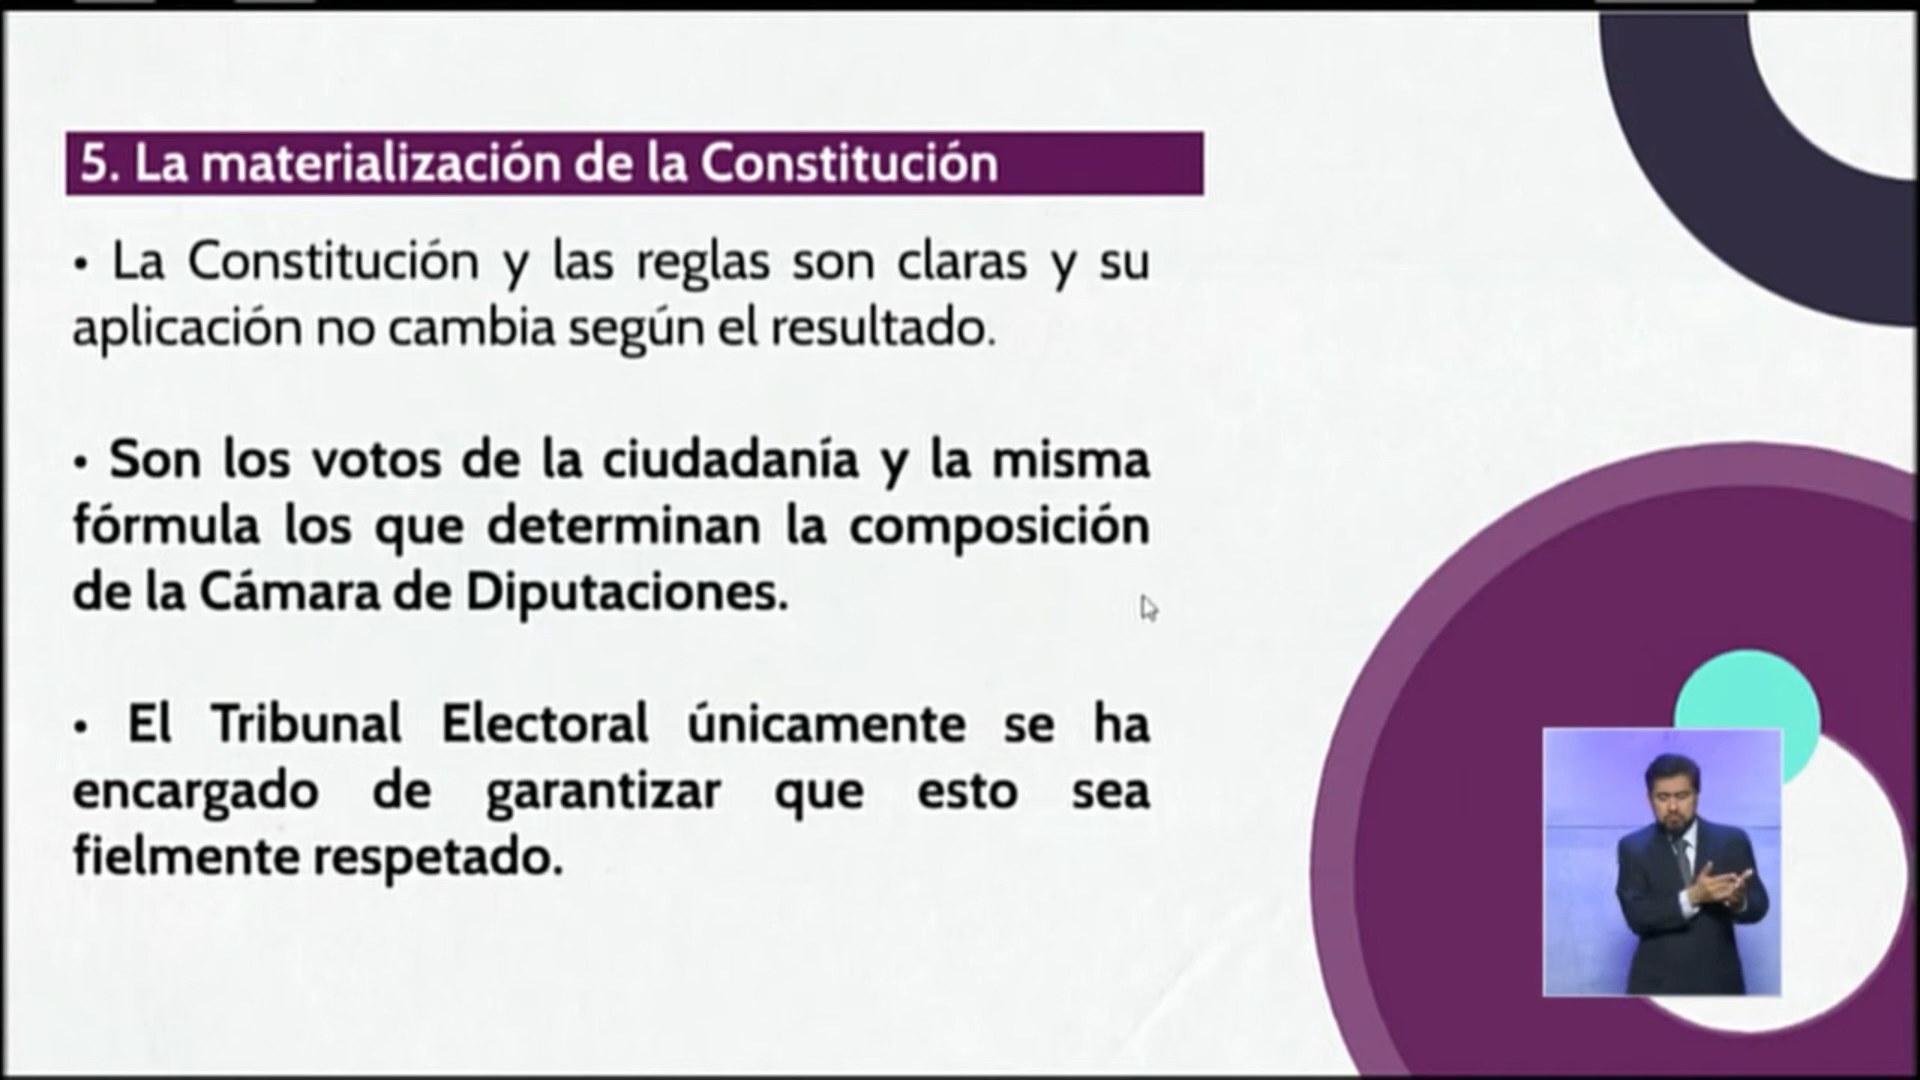 5. La materialización de la Constitución
• La Constitución y las reglas son claras y su
aplicación no cambia según el resultado.
• Son los votos de la ciudadanía y la misma
fórmula los que determinan la composición
de la Cámara de Diputaciones.
• El Tribunal Electoral únicamente se ha
encargado de garantizar que esto sea
fielmente respetado.